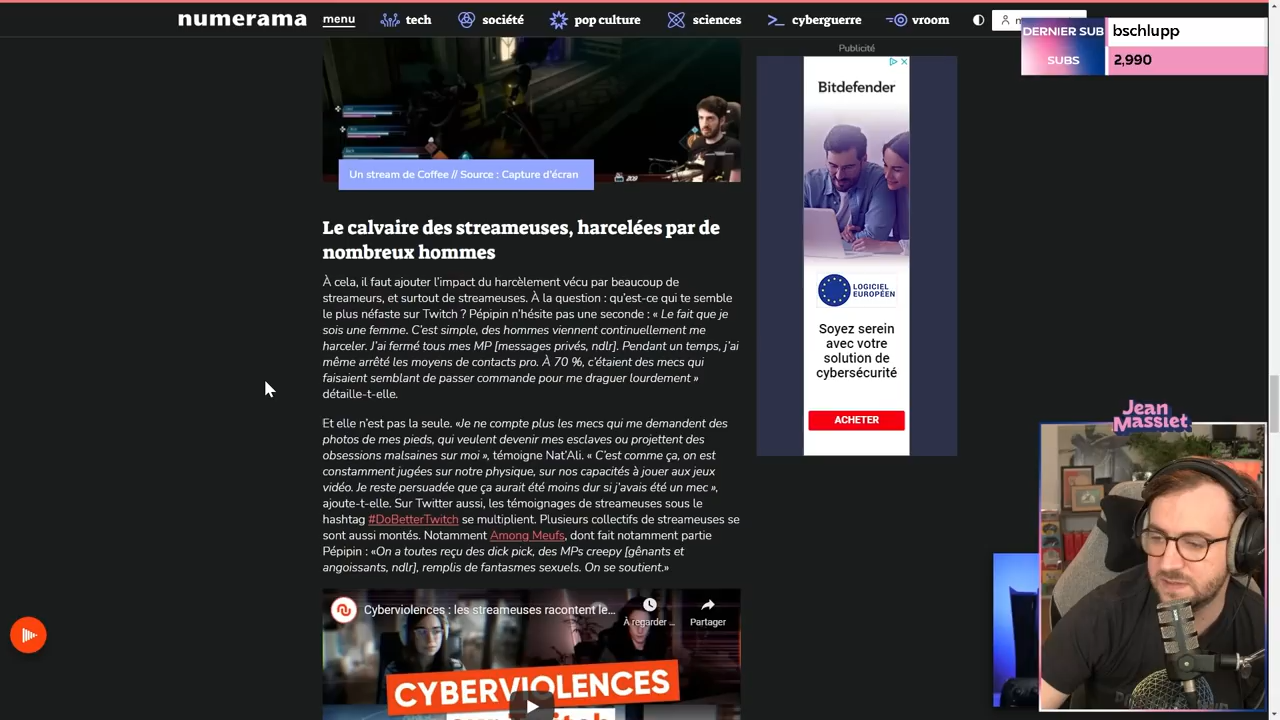 numerama
menu
tech
société
pop culture
sciences
cyberguerre
vroom
DERNIER SUB
bschlupp
SUBS
2,990
Publicité
Bitdefender
Un stream de Coffee // Source : Capture d'écran
Le calvaire des streameuses, harcelées par de
nombreux hommes
À cela, il faut ajouter l'impact du harcèlement vécu par beaucoup de
streameurs, et surtout de streameuses. À la question : qu'est-ce qui te semble
le plus néfaste sur Twitch ? Pépipin n'hésite pas une seconde : « Le fait que je
sois une femme. C'est simple, des hommes viennent continuellement me
harceler. J'ai fermé tous mes MP [messages privés, ndlr]. Pendant un temps, j'ai
même arrêté les moyens de contacts pro. À 70 %, c'étaient des mecs qui
faisaient semblant de passer commande pour me draguer lourdement »
détaille-t-elle.
Et elle n'est pas la seule. «Je ne compte plus les mecs qui me demandent des
photos de mes pieds, qui veulent devenir mes esclaves ou projettent des
obsessions malsaines sur moi », témoigne Nat'Ali. « C'est comme ça, on est
constamment jugées sur notre physique, sur nos capacités à jouer aux jeux
vidéo. Je reste persuadée que ça aurait été moins dur si j'avais été un mec »,
ajoute-t-elle. Sur Twitter aussi, les témoignages de streameuses sous le
hashtag #DoBetterTwitch se multiplient. Plusieurs collectifs de streameuses se
sont aussi montés. Notamment Among Meufs, dont fait notamment partie
Pépipin : «On a toutes reçu des dick pick, des MPs creepy [gênants et
angoissants, ndlr], remplis de fantasmes sexuels. On se soutient.»
LOGICIEL
EUROPÉEN
Soyez serein
avec votre
solution de
cybersécurité
ACHETER
Jean
Massiet
Cyberviolences : les streameuses racontent le...
À regarder ...
Partager
CYBERVIOLENCES